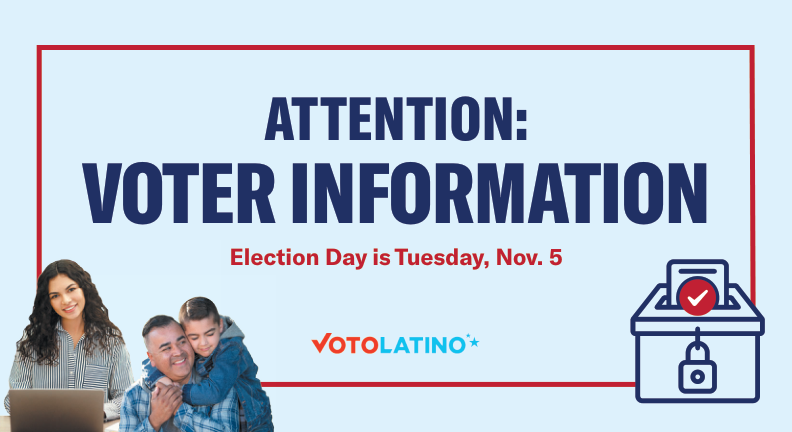 ATTENTION:
VOTER INFORMATION
Election Day is Tuesday, Nov. 5
VOTOLATINO